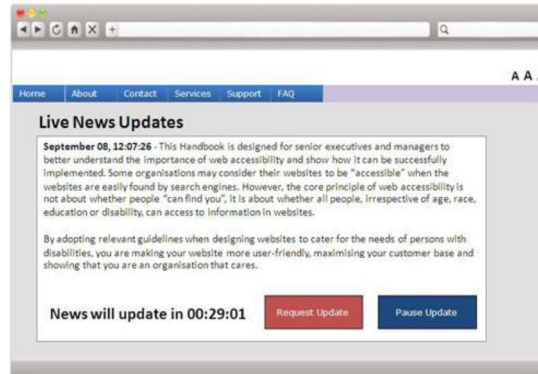 A A
Home About Contact Services Support FAQ
Live News Updates
September 08, 12:07:26 - This Handbook is designed for senior executives and managers to
better understand the importance of web accessibility and show how it can be successfully
implemented. Some organisations may consider their websites to be "accessible" when the
websites are easily found by search engines. However, the core principle of web accessibility is
not about whether people "can find you", it is about whether all people, irrespective of age, race,
education or disability, can access to information in websites.
By adopting relevant guidelines when designing websites to cater for the needs of persons with
disabilities, you are making your website more user-friendly, maximising your customer base and
showing that you are an organisation that cares.
News will update in 00:29:01 Request Update Pause Update